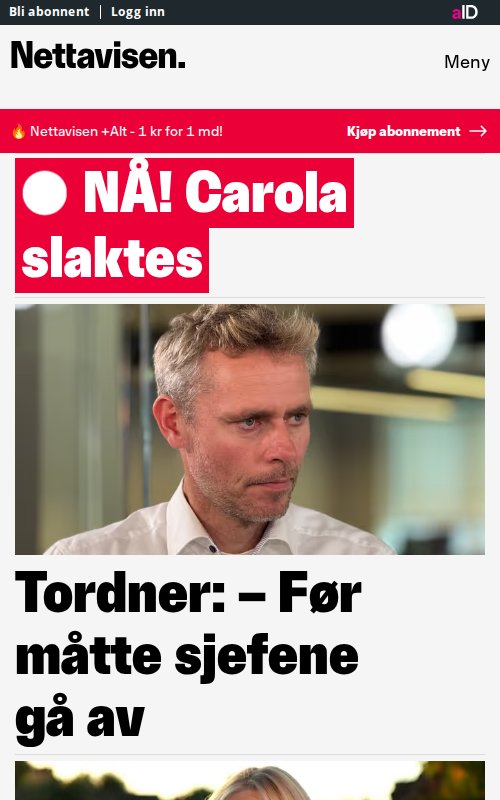 Bli abonnent
Logg inn
aID
Nettavisen.
Meny
Nettavisen +Alt - 1 kr for 1 md!
Kjøp abonnement
NÅ! Carola
slaktes
Tordner: – Før
måtte sjefene
gå av